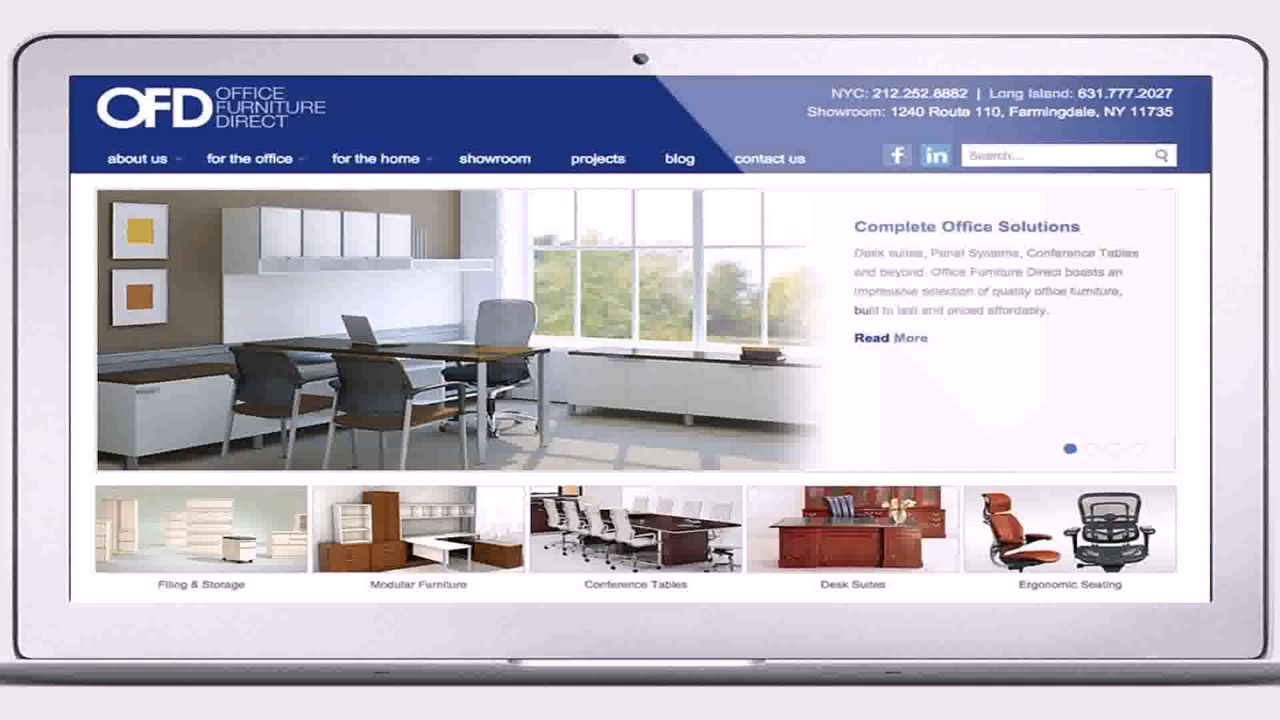 OFD OFFICE
FURNITURE
DIRECT
NYC: 212.252.8882 | Long Island: 631.777.2027
Showroom: 1240 Route 110, Farmingdale, NY 11735
about us for the office for the home showroom projects blog contact us
f in Search...
Complete Office Solutions
Desk suites, Panel Systems, Conference Tables
and beyond. Office Furniture Direct boasts an
impressive selection of quality office furniture,
built to last and priced affordably.
Read More
Filing & Storage
Modular Furniture
Conference Tables
Desk Suites
Ergonomic Seating